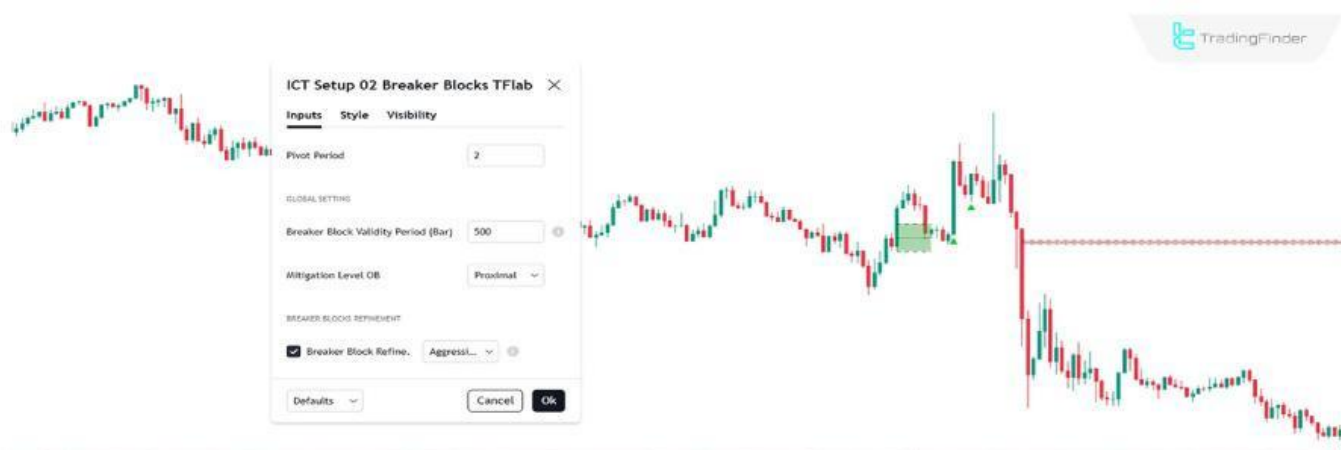 TradingFinder
ICT Setup 02 Breaker Blocks TFlab
Inputs Style Visibility
Pivot Period 2
GLOBAL SETTING
Breaker Block Validity Period (Bar) 500
Mitigation Level OB Proximal
BREAKER BLOCKS REFINEMENT
Breaker Block Refine. Aggressi...
Defaults Cancel Ok